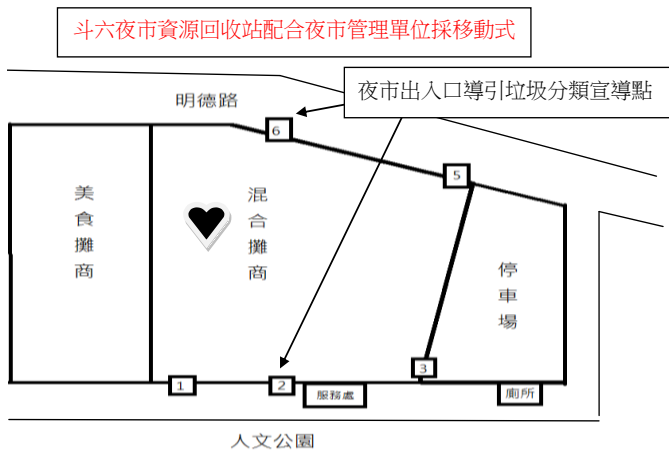 斗六夜市資源回收站配合夜市管理單位採移動式
夜市出入口導引垃圾分類宣導點
明德路
6
5
美食攤商
混合攤商
停車場
3
1
2
服務處
廁所
人文公園